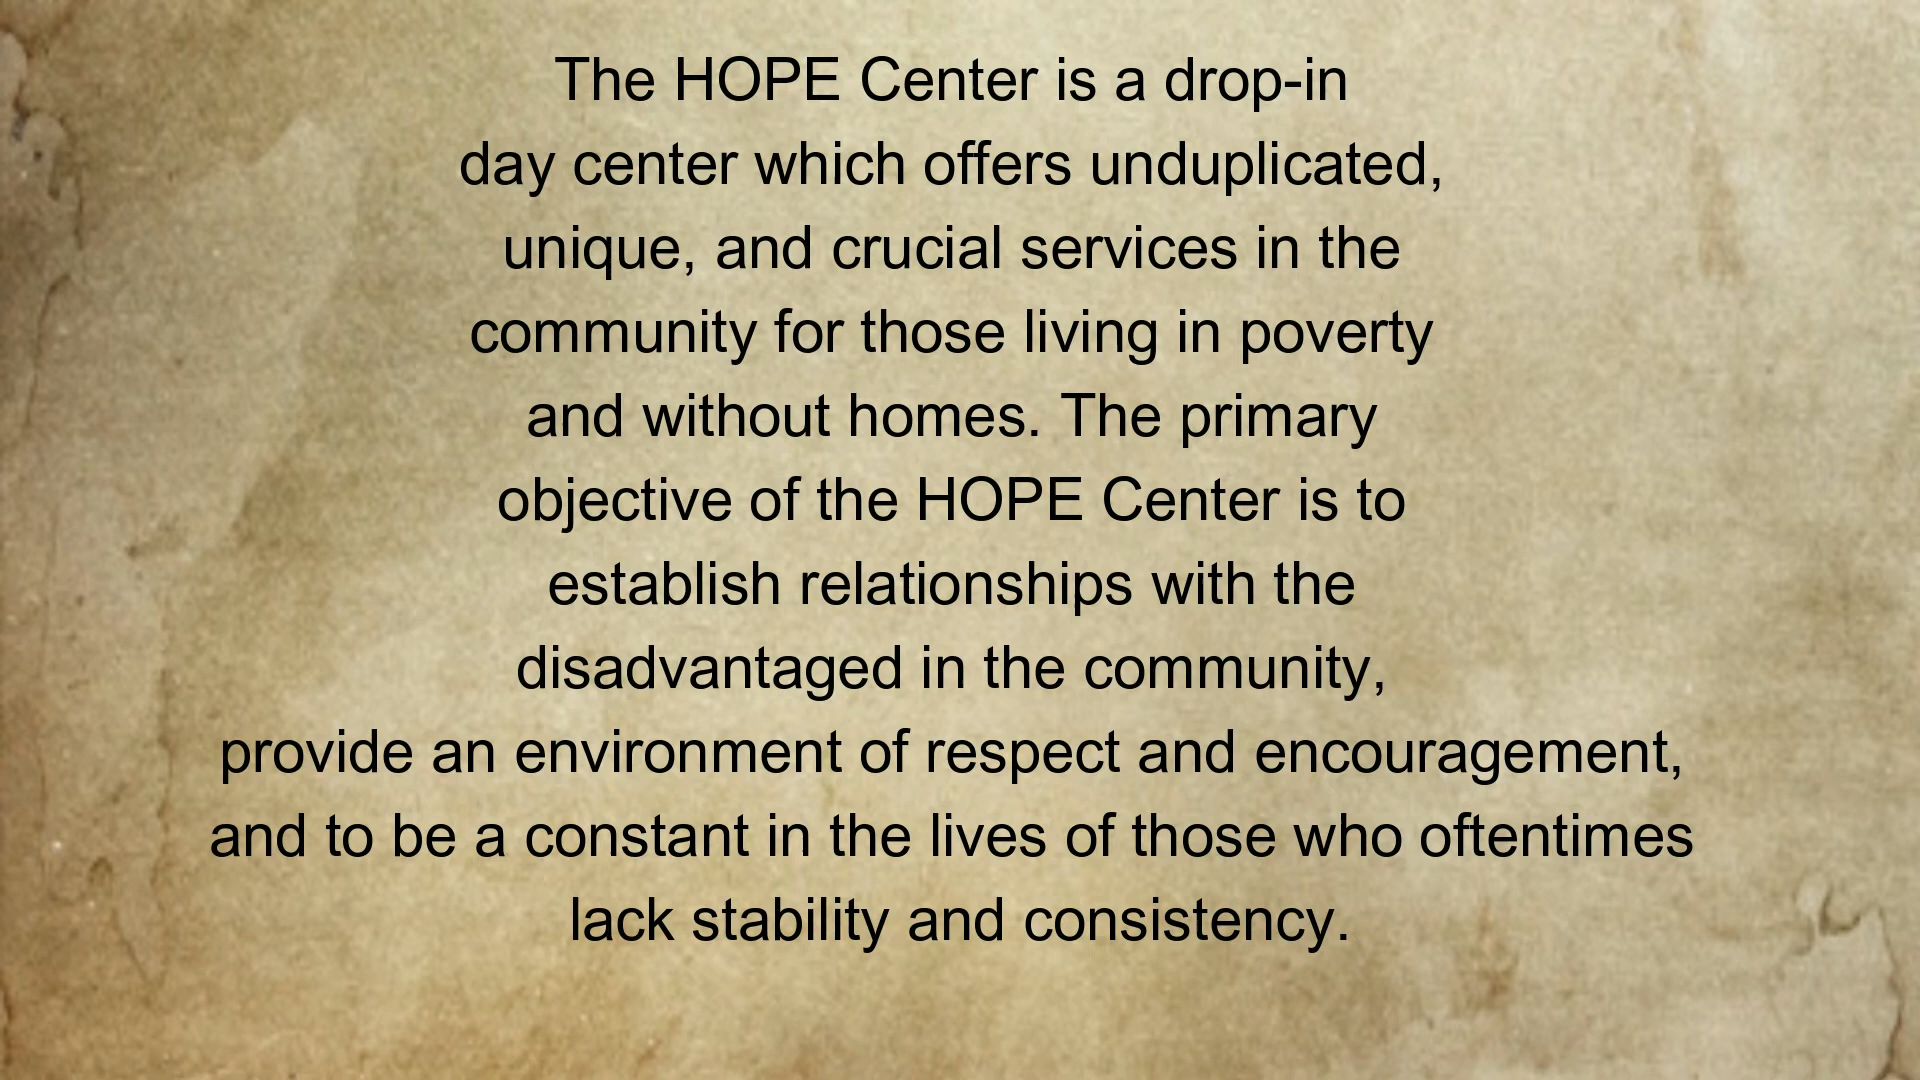 The HOPE Center is a drop-in
day center which offers unduplicated,
unique, and crucial services in the
community for those living in poverty
and without homes. The primary
objective of the HOPE Center is to
establish relationships with the
disadvantaged in the community,
provide an environment of respect and encouragement,
and to be a constant in the lives of those who oftentimes
lack stability and consistency.